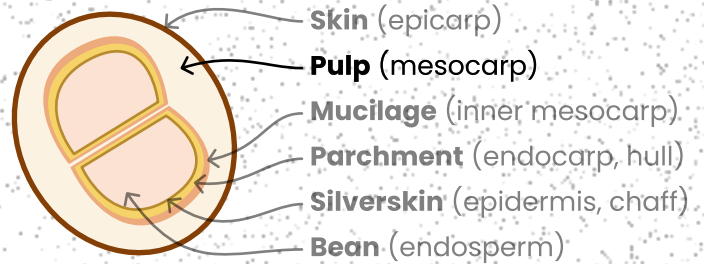 Skin (epicarp)
Pulp (mesocarp)
Mucilage (inner mesocarp)
Parchment (endocarp, hull)
Silverskin (epidermis, chaff)
Bean (endosperm)